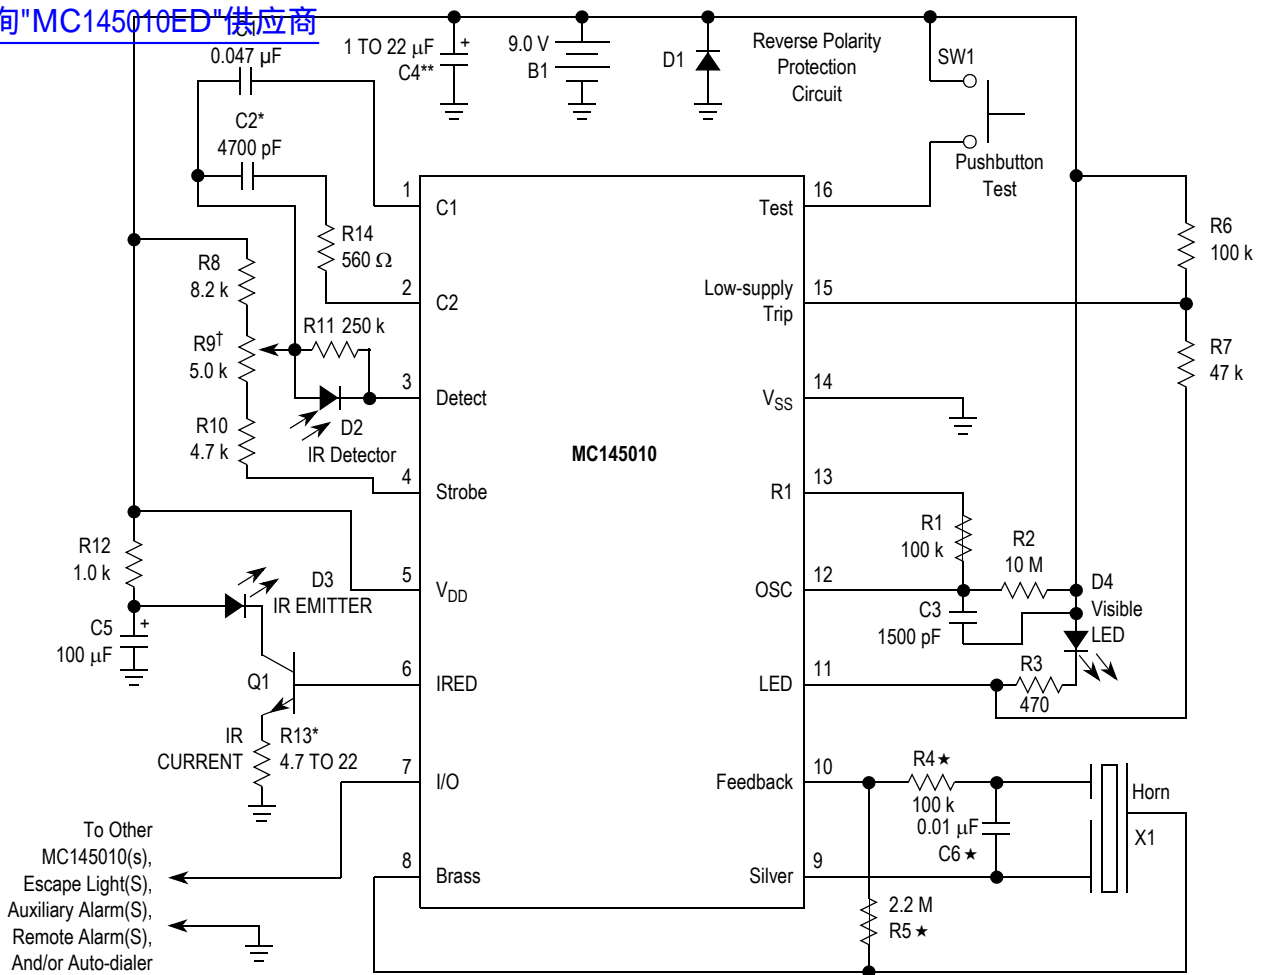 询"MC145010ED"供应商
C1
0.047 µF
1 TO 22 µF
C4**
+
9.0 V
B1
D1
Reverse Polarity
Protection
Circuit
SW1
Pushbutton
Test
C2*
4700 pF
R14
560 Ω
R8
8.2 k
R9†
5.0 k
R10
4.7 k
R11 250 k
D2
IR Detector
R12
1.0 k
C5
100 µF
+
D3
IR EMITTER
Q1
IR
CURRENT
R13*
4.7 TO 22
To Other
MC145010(s),
Escape Light(S),
Auxiliary Alarm(S),
Remote Alarm(S),
And/or Auto-dialer
MC145010
1
C1
2
C2
3
Detect
4
Strobe
5
VDD
6
IRED
7
I/O
8
Brass
16
Test
15
Low-supply
Trip
14
VSS
13
R1
12
OSC
11
LED
10
Feedback
9
Silver
R6
100 k
R7
47 k
R1
100 k
R2
10 M
C3
1500 pF
D4
Visible
LED
R3
470
R4★
100 k
0.01 µF
C6★
2.2 M
R5★
Horn
X1